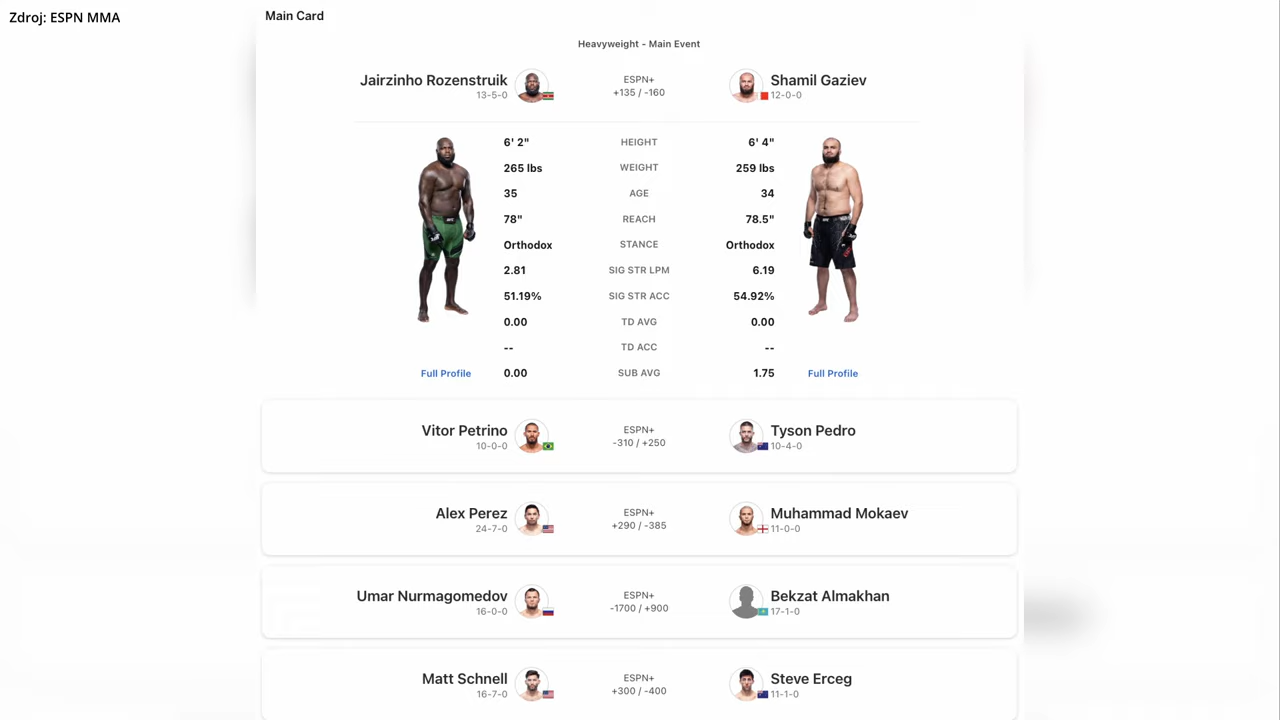 Zdroj: ESPN MMA
Main Card
Heavyweight - Main Event
Jairzinho Rozenstruik
13-5-0
ESPN+
+135 / -160
Shamil Gaziev
12-0-0
6' 2" HEIGHT 6' 4"
265 lbs WEIGHT 259 lbs
35 AGE 34
78" REACH 78.5"
Orthodox STANCE Orthodox
2.81 SIG STR LPM 6.19
51.19% SIG STR ACC 54.92%
0.00 TD AVG 0.00
-- TD ACC --
Full Profile 0.00 SUB AVG 1.75 Full Profile
Vitor Petrino
10-0-0
ESPN+
-310 / +250
Tyson Pedro
10-4-0
Alex Perez
24-7-0
ESPN+
+290 / -385
Muhammad Mokaev
11-0-0
Umar Nurmagomedov
16-0-0
ESPN+
-1700 / +900
Bekzat Almakhan
17-1-0
Matt Schnell
16-7-0
ESPN+
+300 / -400
Steve Erceg
11-1-0